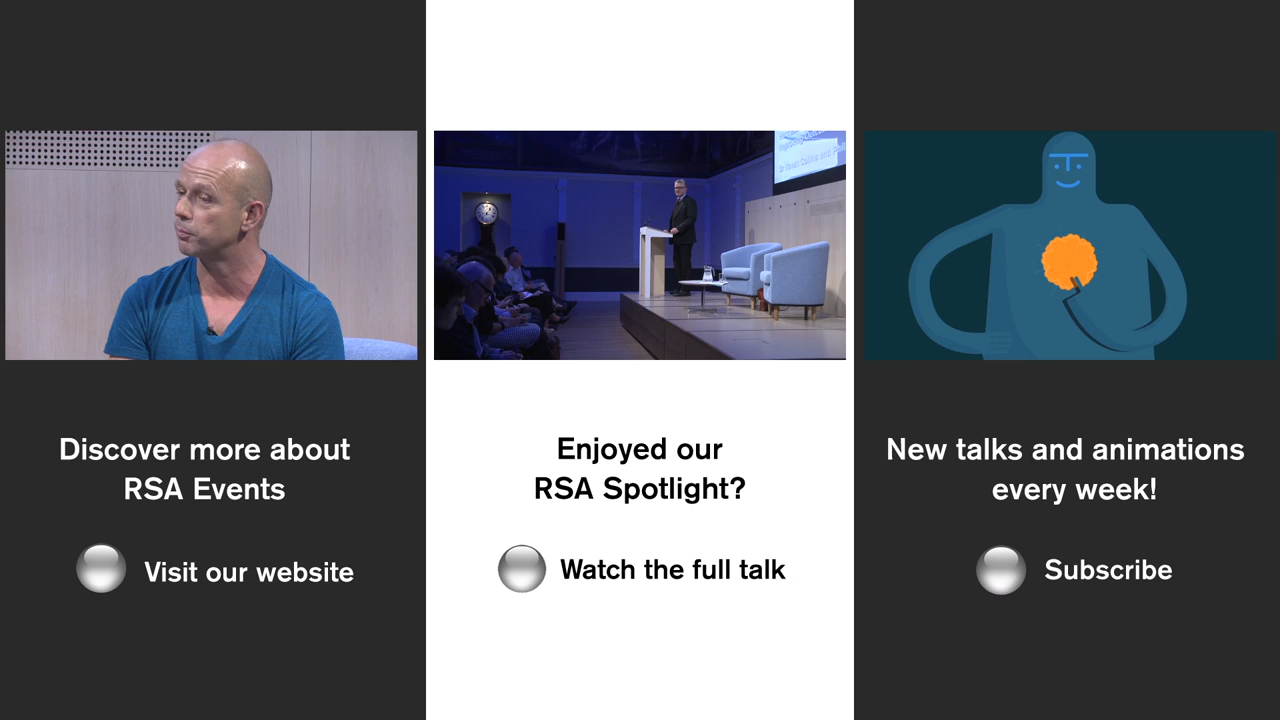 Discover more about
RSA Events
Visit our website
Enjoyed our
RSA Spotlight?
Watch the full talk
New talks and animations
every week!
Subscribe